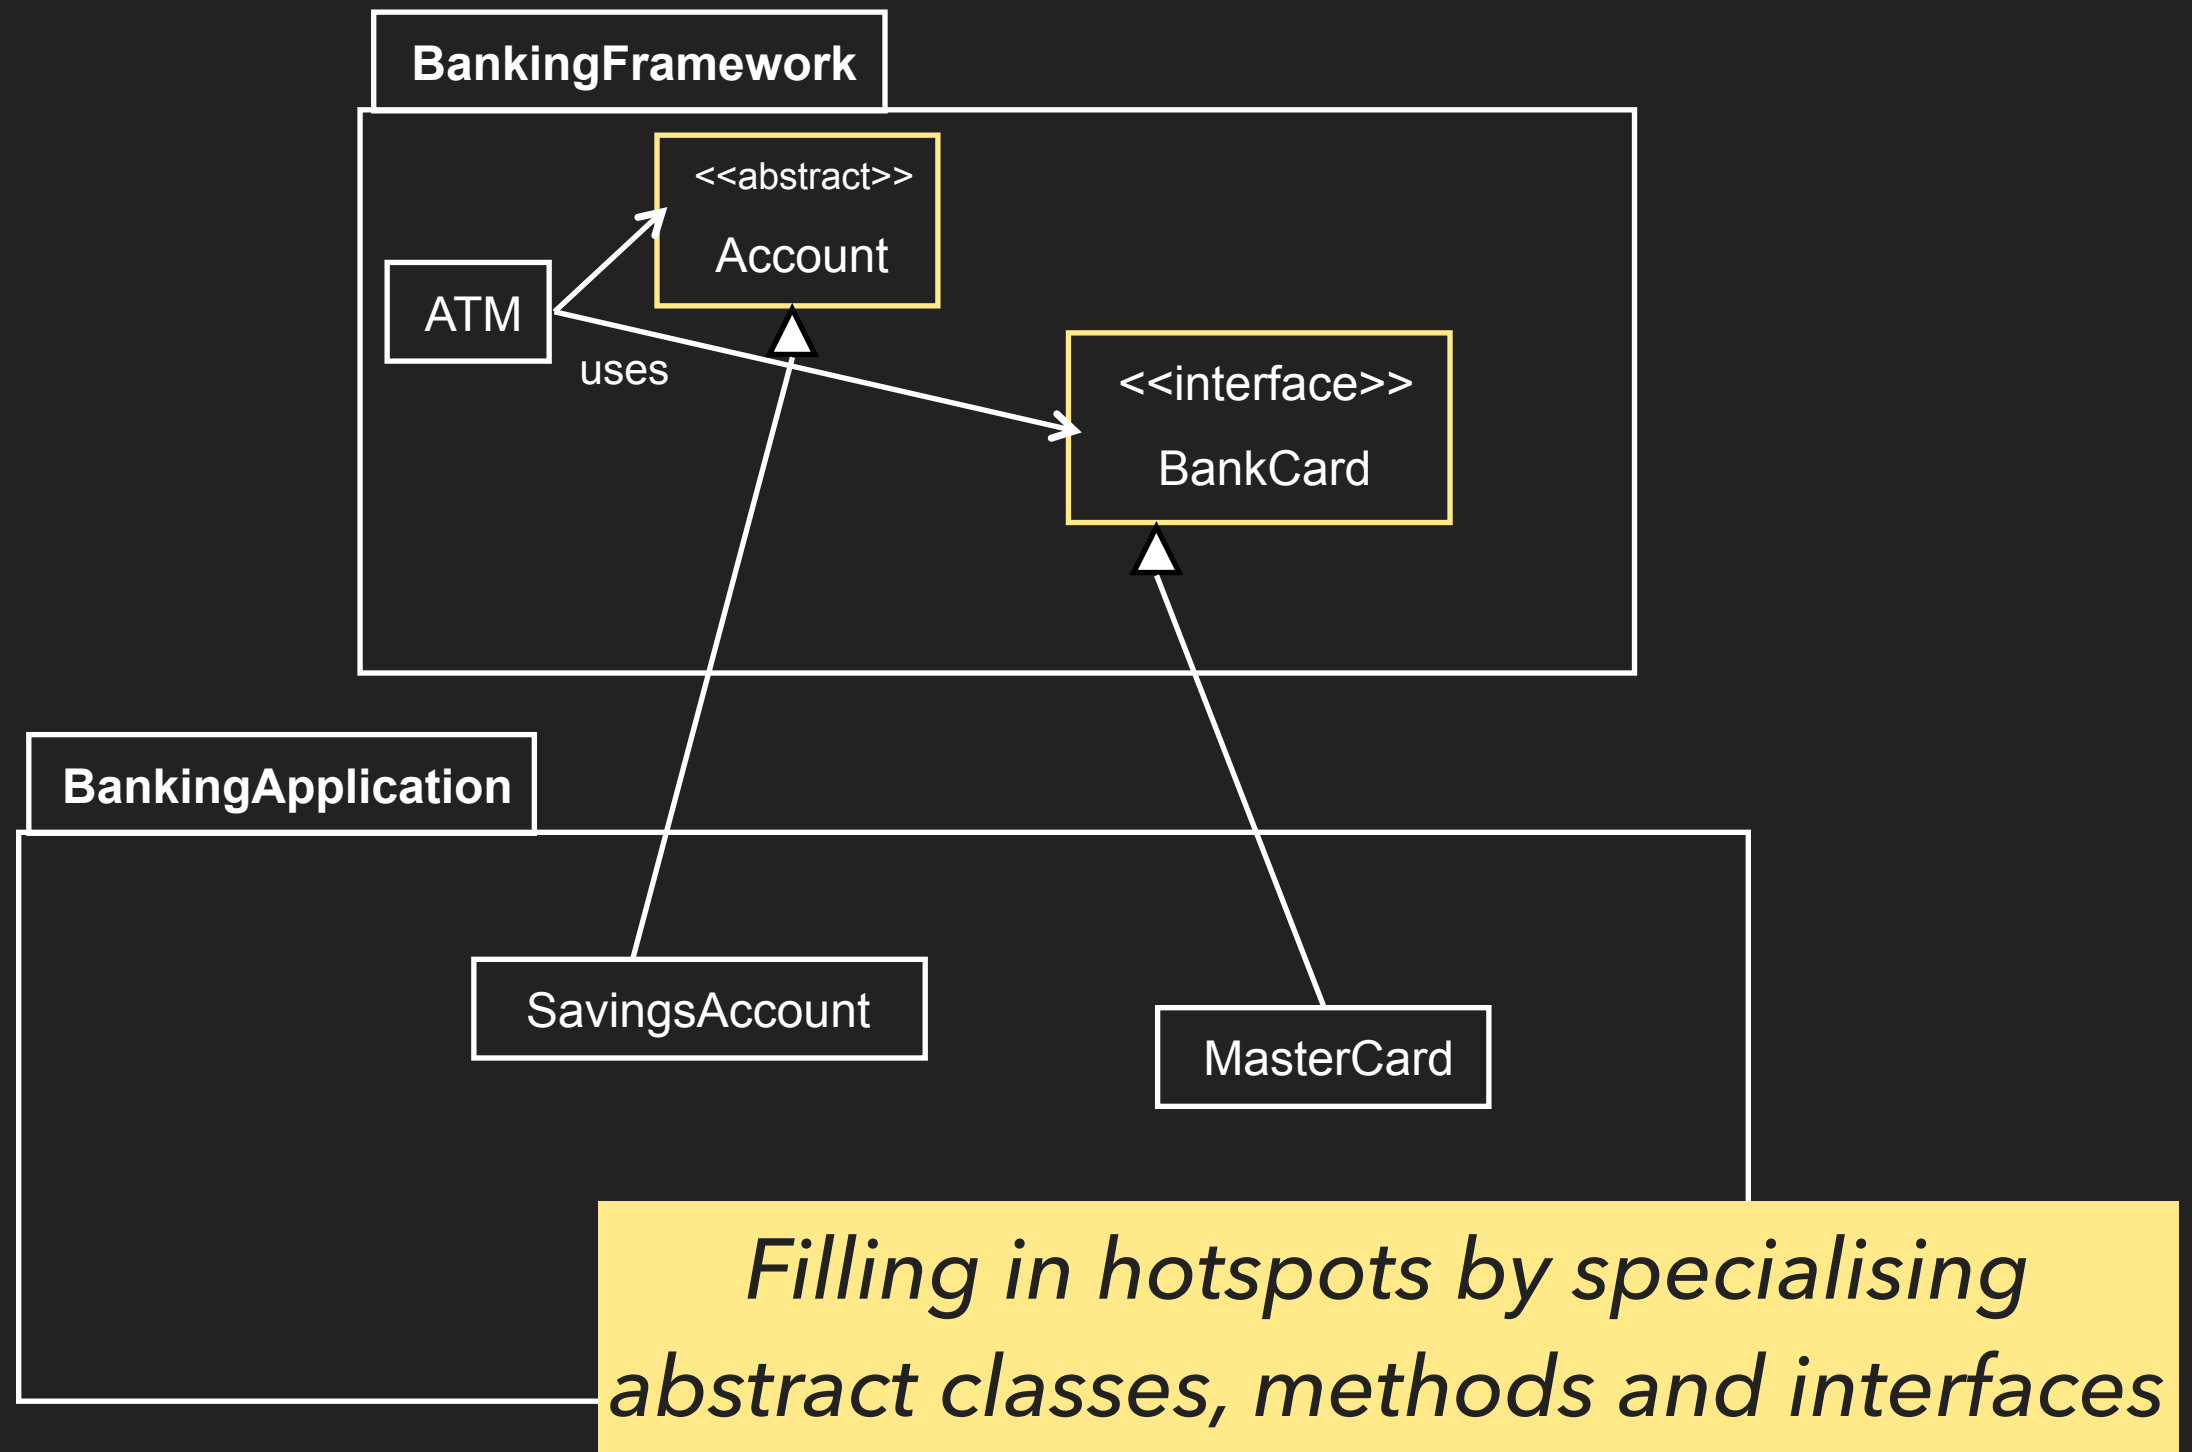 BankingFramework
<<abstract>>
Account
ATM
uses
<<interface>>
BankCard
BankingApplication
SavingsAccount
MasterCard
Filling in hotspots by specialising
abstract classes, methods and interfaces